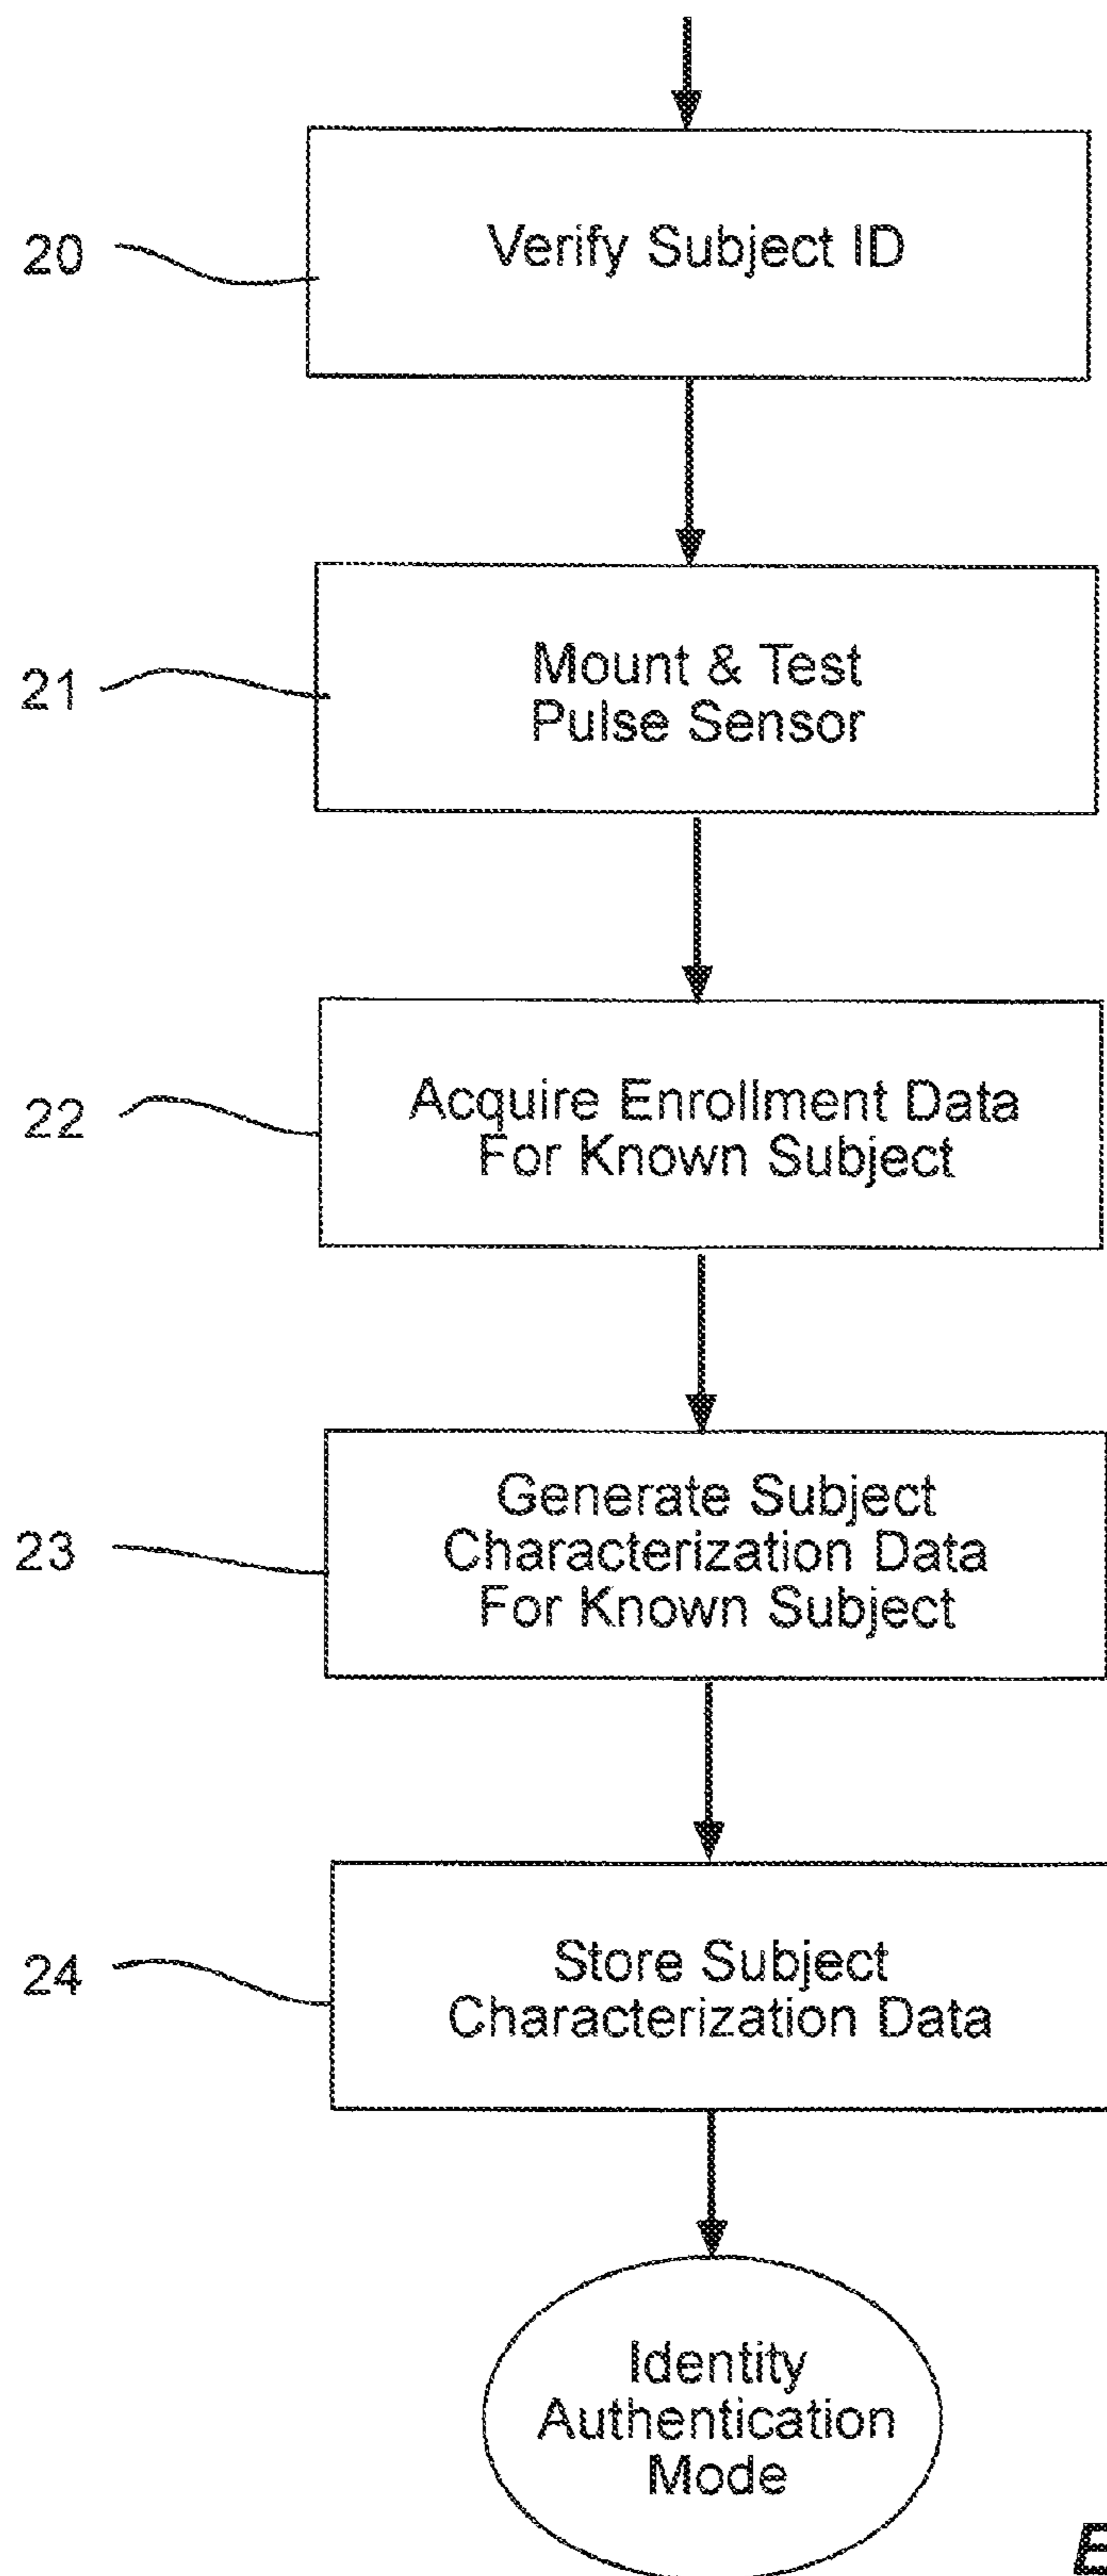 20
Verify Subject ID
21
Mount & Test
Pulse Sensor
22
Acquire Enrollment Data
For Known Subject
23
Generate Subject
Characterization Data
For Known Subject
24
Store Subject
Characterization Data
Identity
Authentication
Mode